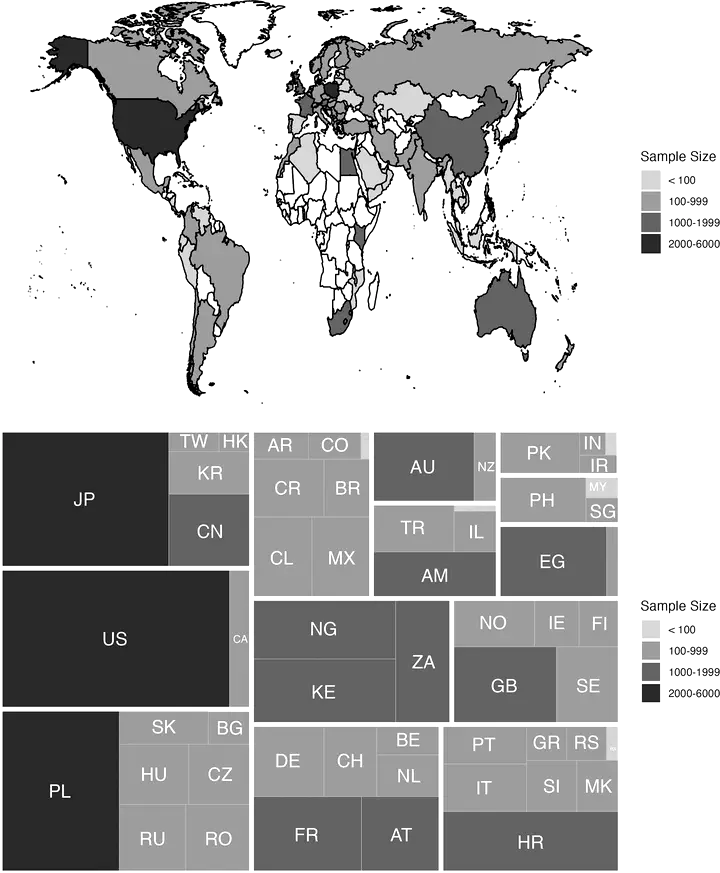 Sample Size
< 100
100-999
1000-1999
2000-6000
TW HK
KR
JP
CN
AR CO
CR BR
CL MX
AU NZ
TR IL
AM
PK IN
IR
PH MY
SG
EG
US CA
NG
KE
ZA
NO IE FI
GB SE
Sample Size
< 100
100-999
1000-1999
2000-6000
PL
SK BG
HU CZ
RU RO
DE CH BE
NL
FR AT
PT GR RS
IT SI MK
HR